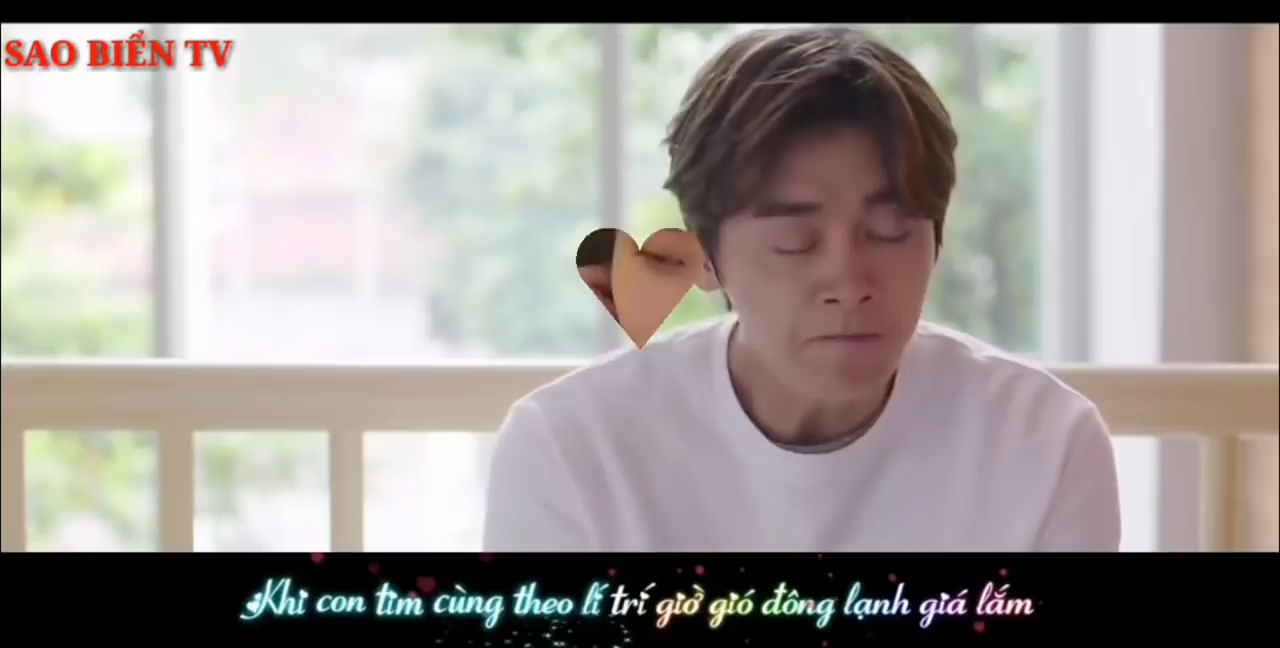 SAO BIỂN TV
Khi con tim cùng theo lí trí giờ gió đông lạnh giá lắm